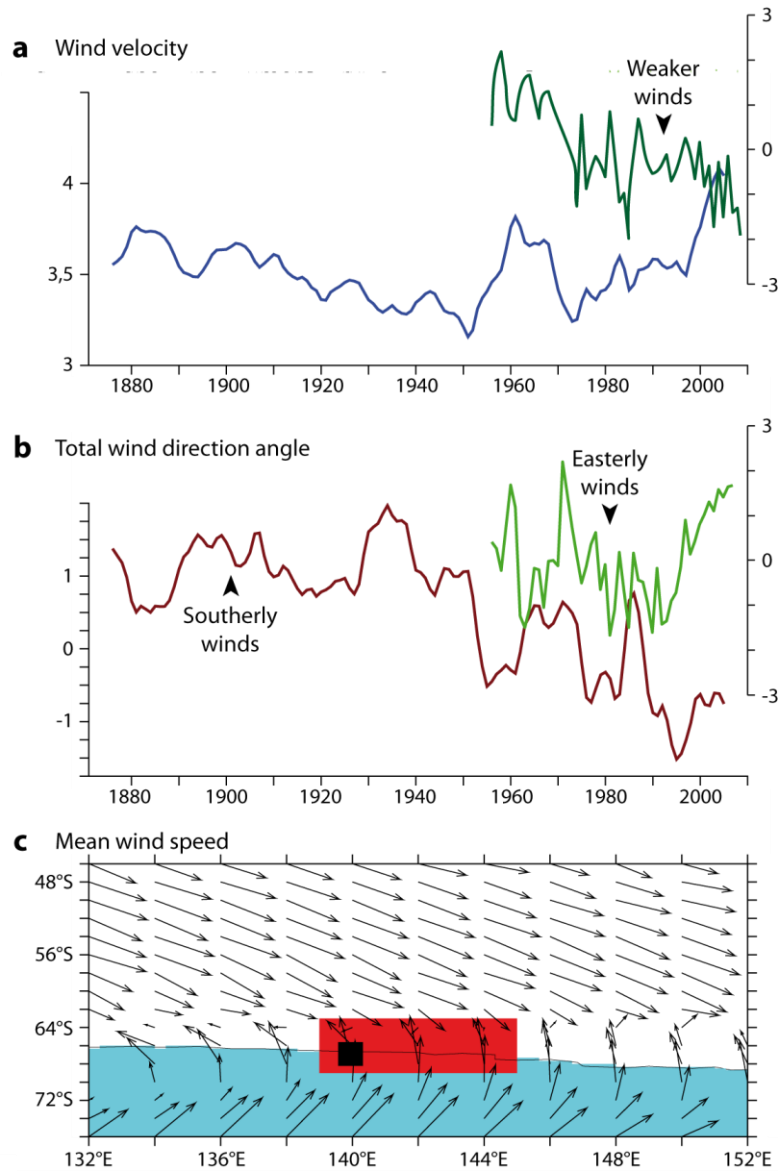 a Wind velocity
3
Weaker
winds
0
4
3,5
-3
3
1880 1900 1920 1940 1960 1980 2000
b Total wind direction angle
3
Easterly
winds
1
0
Southerly
winds
0
-1
-3
1880 1900 1920 1940 1960 1980 2000
c Mean wind speed
48°S
56°S
64°S
72°S
132°E 136°E 140°E 144°E 148°E 152°E